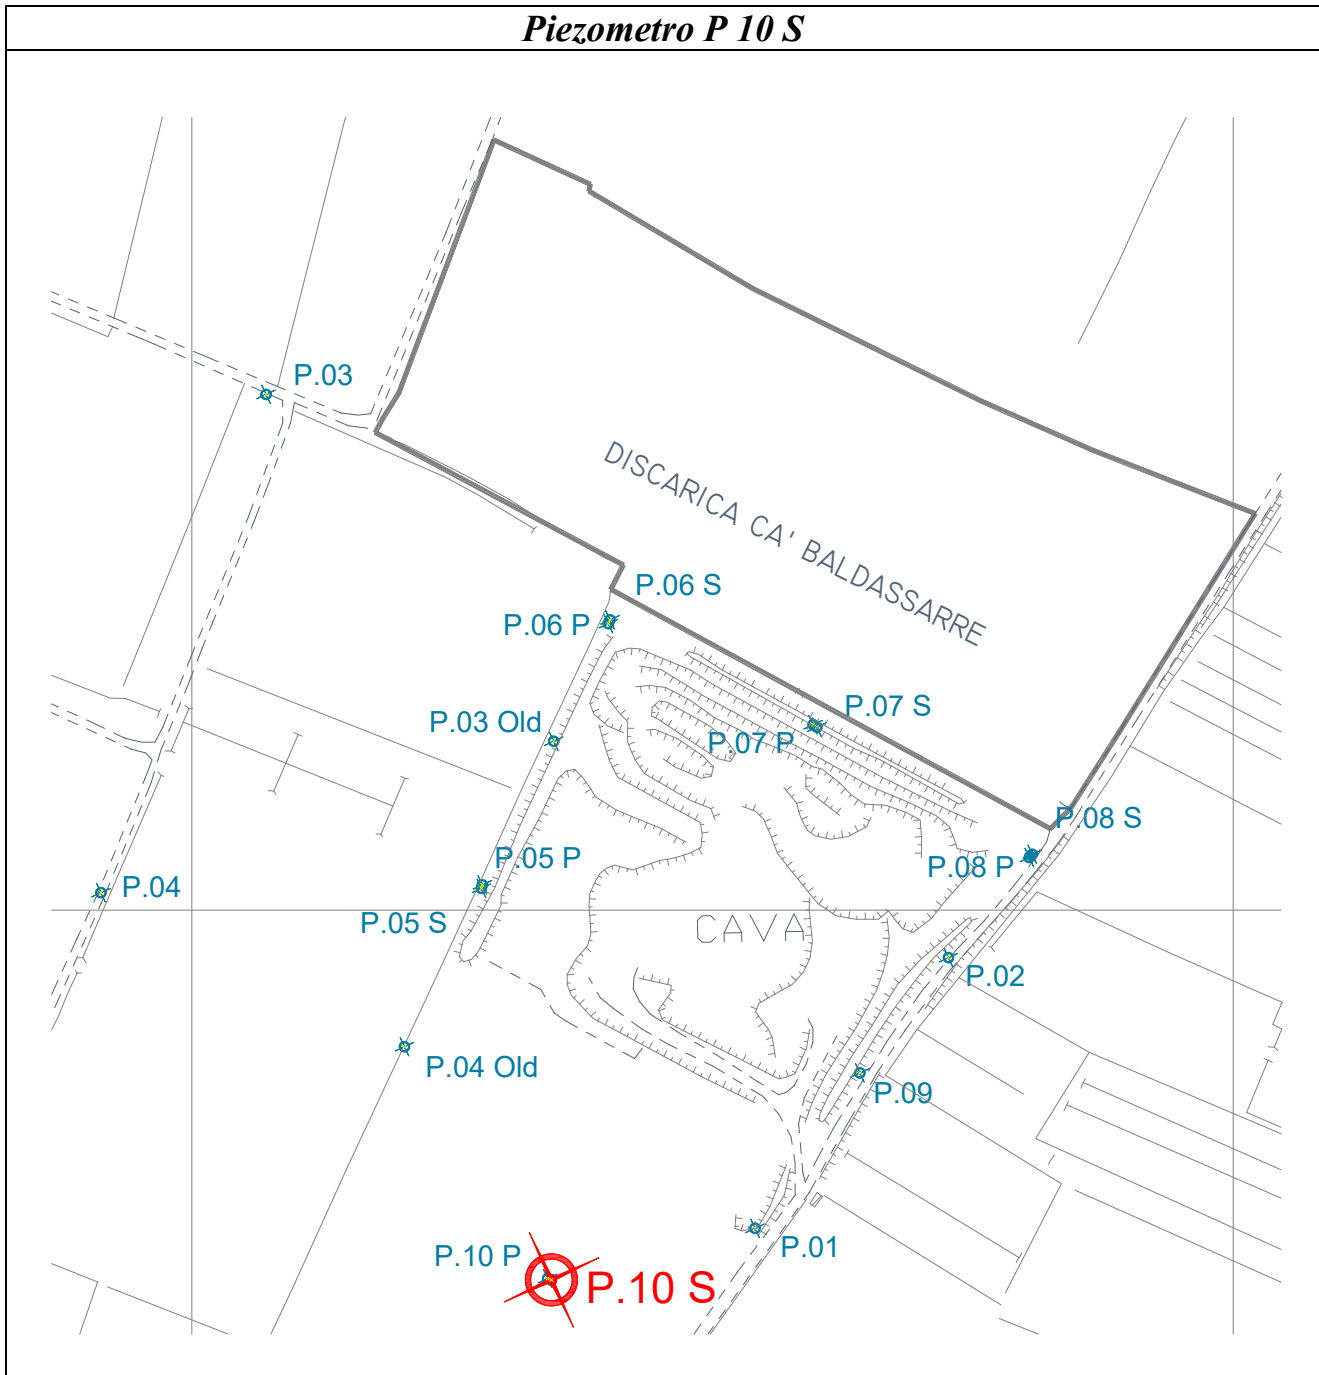 Piezometro P 10 S
P.03
DISCARICA CA' BALDASSARRE
P.06 S
P.06 P
P.07 S
P.03 Old
P.07 P
P.08 S
P.05 P
P.08 P
P.04
P.05 S
CAVA
P.02
P.04 Old
P.09
P.01
P.10 P
P.10 S